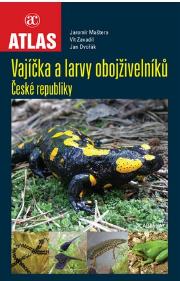 ATLAS
Jaromír Maštera
Vít Zavadil
Jan Dvořák
Vajíčka a larvy obojživelníků
České republiky